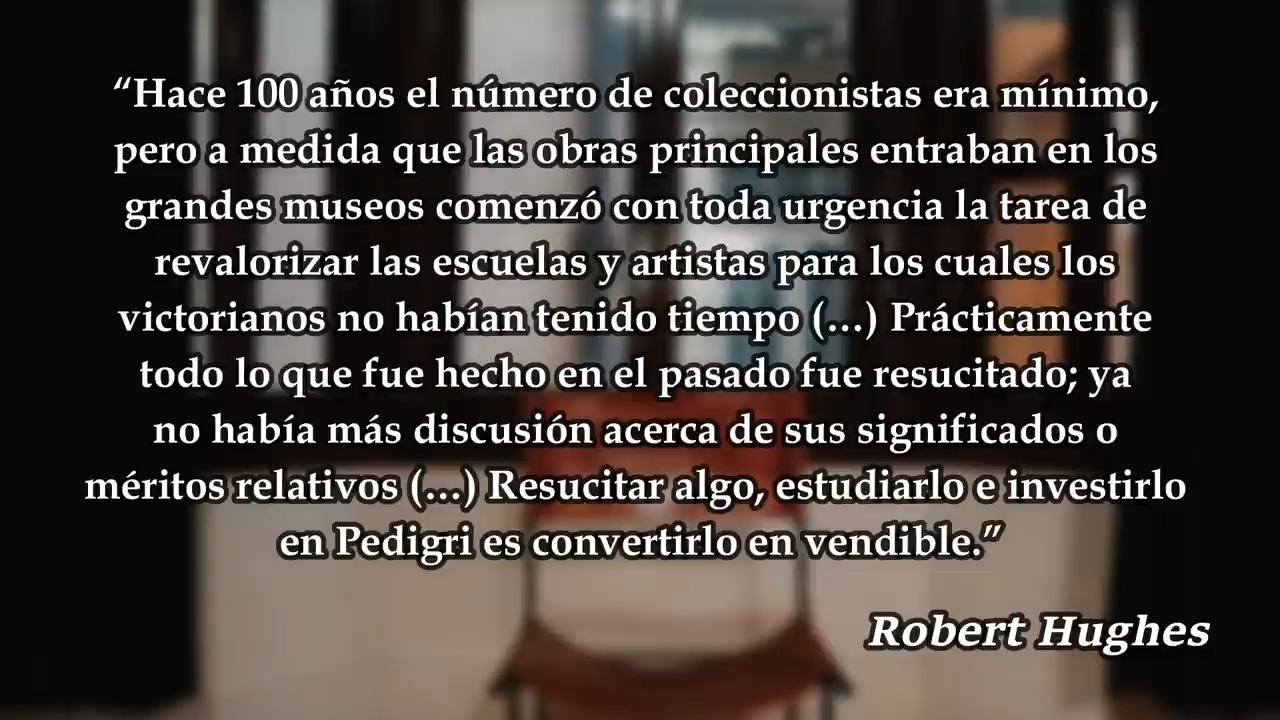 “Hace 100 años el número de coleccionistas era mínimo,
pero a medida que las obras principales entraban en los
grandes museos comenzó con toda urgencia la tarea de
revalorizar las escuelas y artistas para los cuales los
victorianos no habían tenido tiempo (...) Prácticamente
todo lo que fue hecho en el pasado fue resucitado; ya
no había más discusión acerca de sus significados o
méritos relativos (...) Resucitar algo, estudiarlo e investirlo
en Pedigri es convertirlo en vendible.”
Robert Hughes